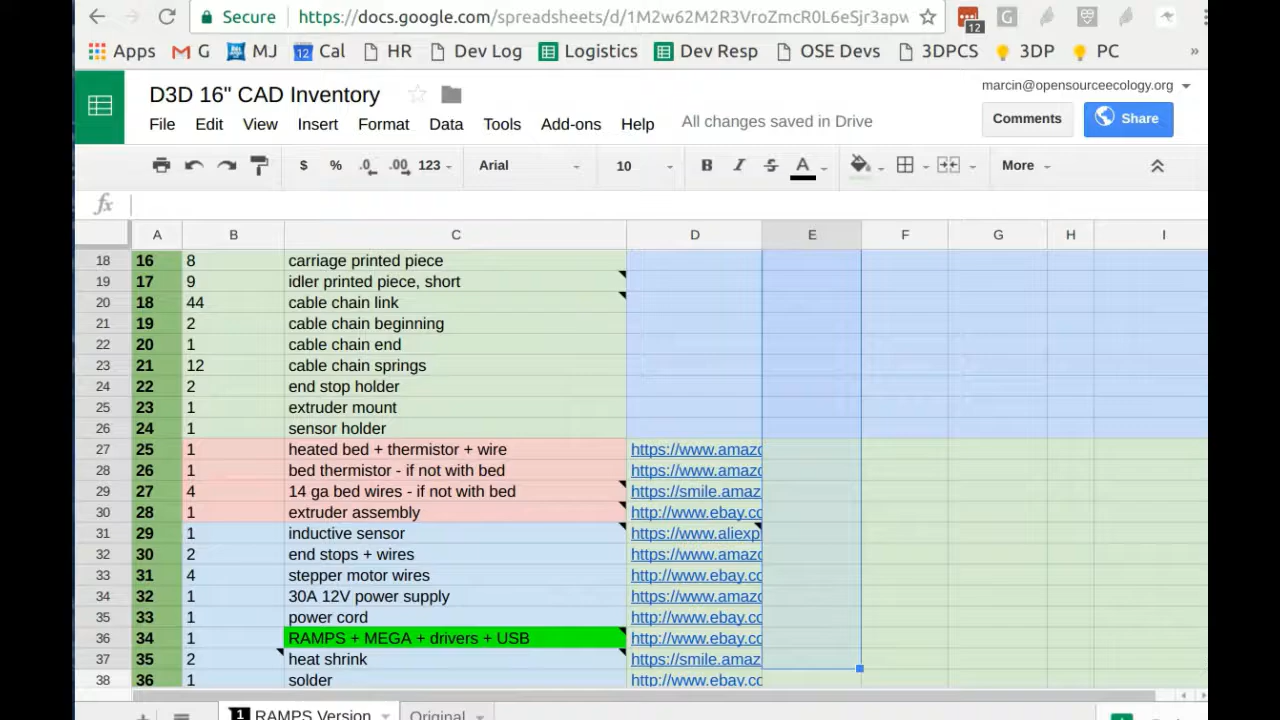 Secure https://docs.google.com/spreadsheets/d/1M2w62M2R3VroZmcR0L6eSjr3apw
12
Apps G MJ 12 Cal HR Dev Log Logistics Dev Resp OSE Devs 3DPCS 3DP PC »
D3D 16" CAD Inventory
marcin@opensourceecology.org
File Edit View Insert Format Data Tools Add-ons Help All changes saved in Drive
Comments Share
$ % .0 .00 123 Arial 10 B I S A More
fx
A B C D E F G H I
18 16 8 carriage printed piece
19 17 9 idler printed piece, short
20 18 44 cable chain link
21 19 2 cable chain beginning
22 20 1 cable chain end
23 21 12 cable chain springs
24 22 2 end stop holder
25 23 1 extruder mount
26 24 1 sensor holder
27 25 1 heated bed + thermistor + wire https://www.amazo
28 26 1 bed thermistor - if not with bed https://www.amazo
29 27 4 14 ga bed wires - if not with bed https://smile.amaz
30 28 1 extruder assembly http://www.ebay.co
31 29 1 inductive sensor https://www.aliexp
32 30 2 end stops + wires https://www.amazo
33 31 4 stepper motor wires http://www.ebay.co
34 32 1 30A 12V power supply https://www.amazo
35 33 1 power cord http://www.ebay.co
36 34 1 RAMPS + MEGA + drivers + USB http://www.ebay.co
37 35 2 heat shrink https://smile.amaz
38 36 1 solder http://www.ebay.co
1 RAMPS Version Original